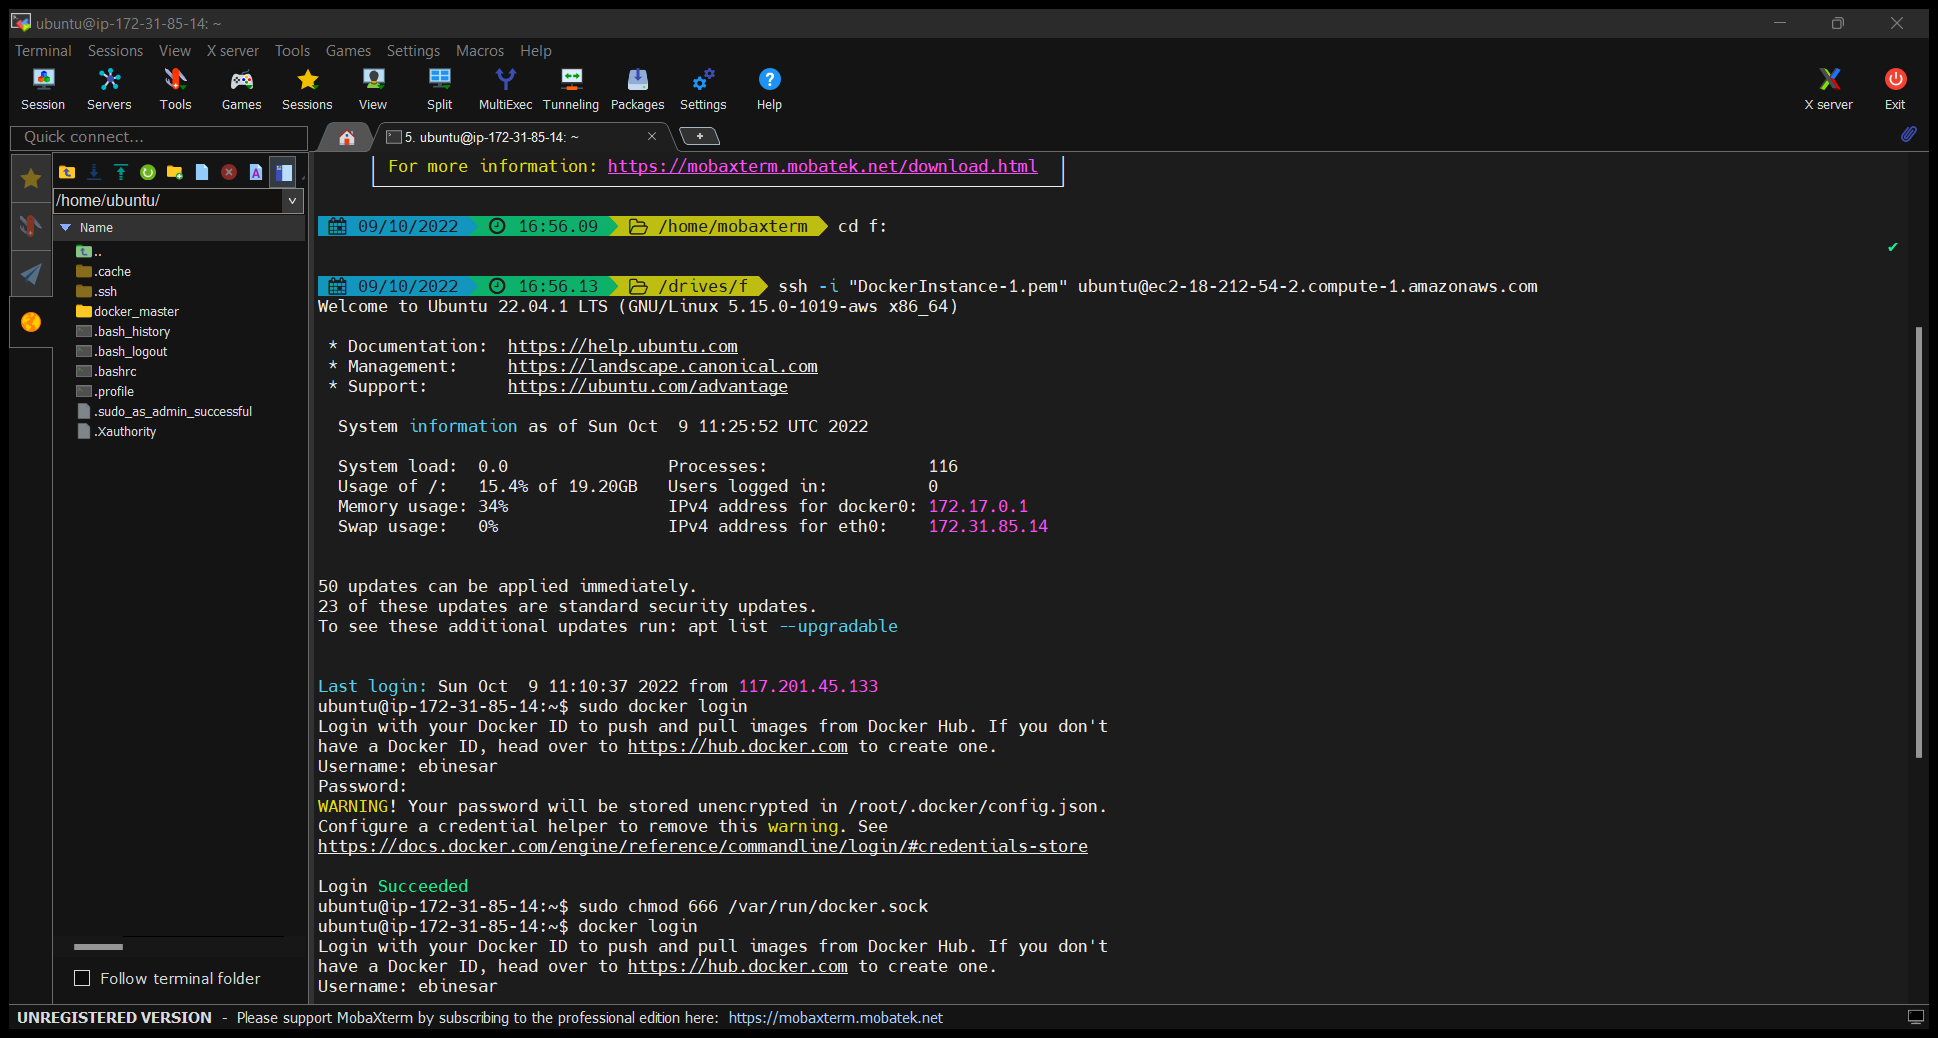 ubuntu@ip-172-31-85-14: ~
Terminal Sessions View X server Tools Games Settings Macros Help
Session Servers Tools Games Sessions View Split MultiExec Tunneling Packages Settings Help X server Exit
Quick connect...
5. ubuntu@ip-172-31-85-14: ~
/home/ubuntu/
Name
..
.cache
.ssh
docker_master
.bash_history
.bash_logout
.bashrc
.profile
.sudo_as_admin_successful
.Xauthority
Follow terminal folder
For more information: https://mobaxterm.mobatek.net/download.html
09/10/2022 16:56.09 /home/mobaxterm cd f:
09/10/2022 16:56.13 /drives/f ssh -i "DockerInstance-1.pem" ubuntu@ec2-18-212-54-2.compute-1.amazonaws.com
Welcome to Ubuntu 22.04.1 LTS (GNU/Linux 5.15.0-1019-aws x86_64)
* Documentation: https://help.ubuntu.com
* Management: https://landscape.canonical.com
* Support: https://ubuntu.com/advantage
System information as of Sun Oct 9 11:25:52 UTC 2022
System load: 0.0 Processes: 116
Usage of /: 15.4% of 19.20GB Users logged in: 0
Memory usage: 34% IPv4 address for docker0: 172.17.0.1
Swap usage: 0% IPv4 address for eth0: 172.31.85.14
50 updates can be applied immediately.
23 of these updates are standard security updates.
To see these additional updates run: apt list --upgradable
Last login: Sun Oct 9 11:10:37 2022 from 117.201.45.133
ubuntu@ip-172-31-85-14:~$ sudo docker login
Login with your Docker ID to push and pull images from Docker Hub. If you don't
have a Docker ID, head over to https://hub.docker.com to create one.
Username: ebinesar
Password:
WARNING! Your password will be stored unencrypted in /root/.docker/config.json.
Configure a credential helper to remove this warning. See
https://docs.docker.com/engine/reference/commandline/login/#credentials-store
Login Succeeded
ubuntu@ip-172-31-85-14:~$ sudo chmod 666 /var/run/docker.sock
ubuntu@ip-172-31-85-14:~$ docker login
Login with your Docker ID to push and pull images from Docker Hub. If you don't
have a Docker ID, head over to https://hub.docker.com to create one.
Username: ebinesar
UNREGISTERED VERSION - Please support MobaXterm by subscribing to the professional edition here: https://mobaxterm.mobatek.net